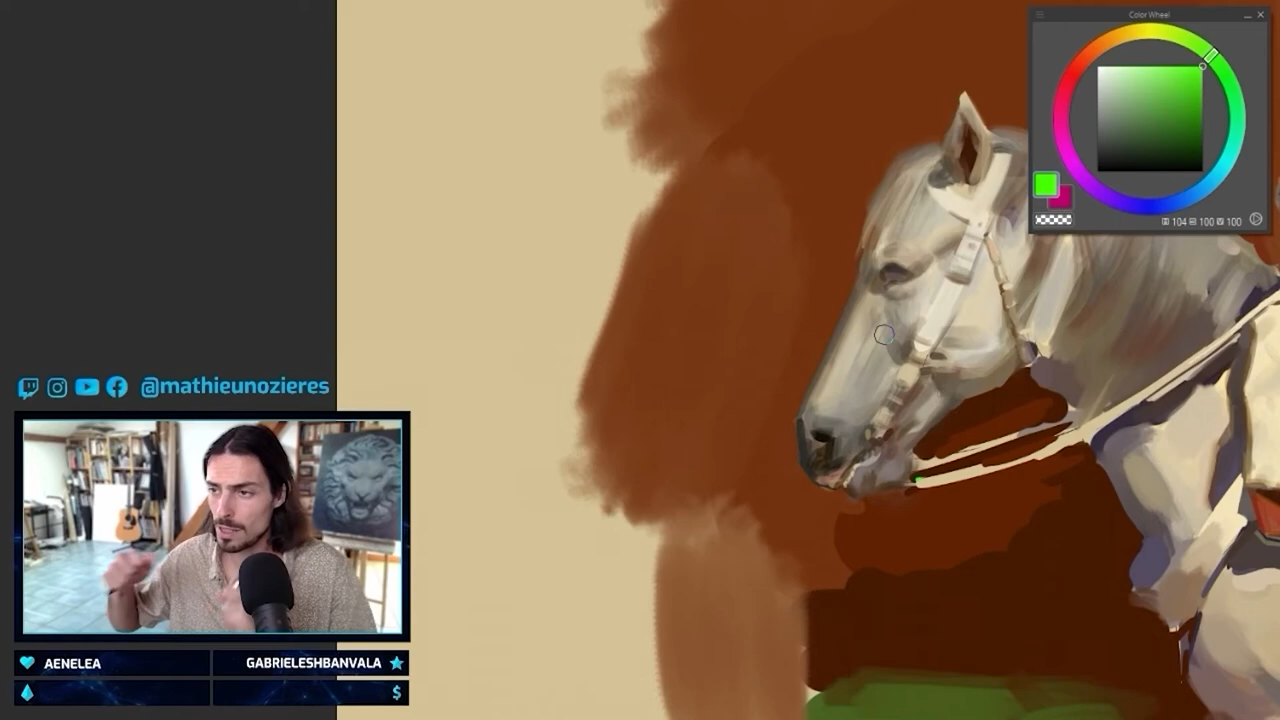 Color Wheel
104 100 100
@mathieunozieres
AENELEA
GABRIELESHBANVALA
$